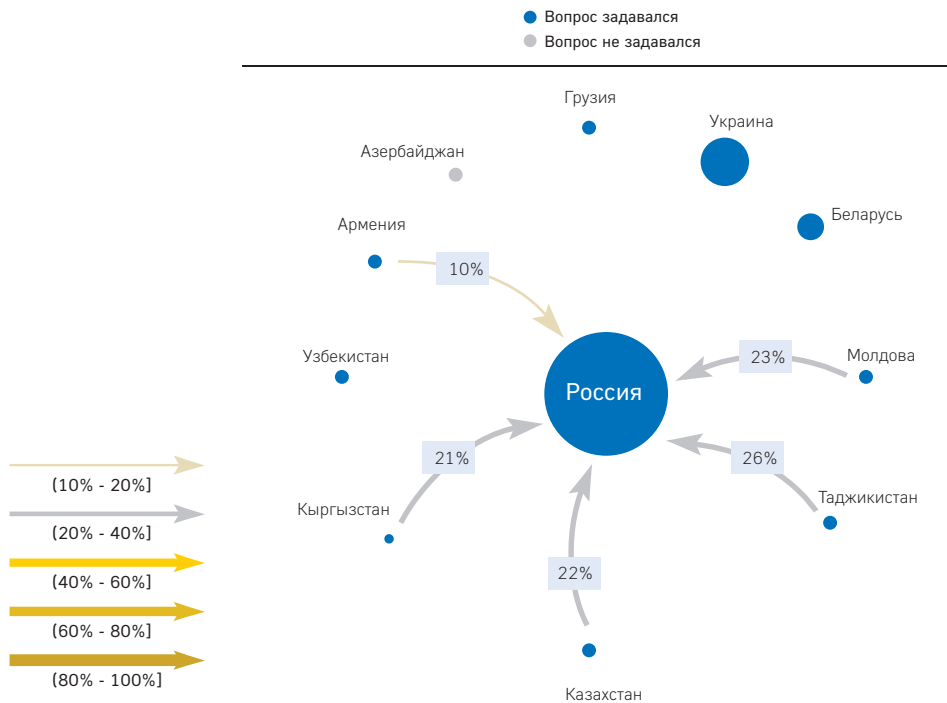 Вопрос задавался
Вопрос не задавался
Грузия
Украина
Азербайджан
Беларусь
Армения
10%
Узбекистан
23%
Молдова
Россия
21%
26%
(10% - 20%]
Кыргызстан
Таджикистан
(20% - 40%]
22%
(40% - 60%]
(60% - 80%]
(80% - 100%]
Казахстан